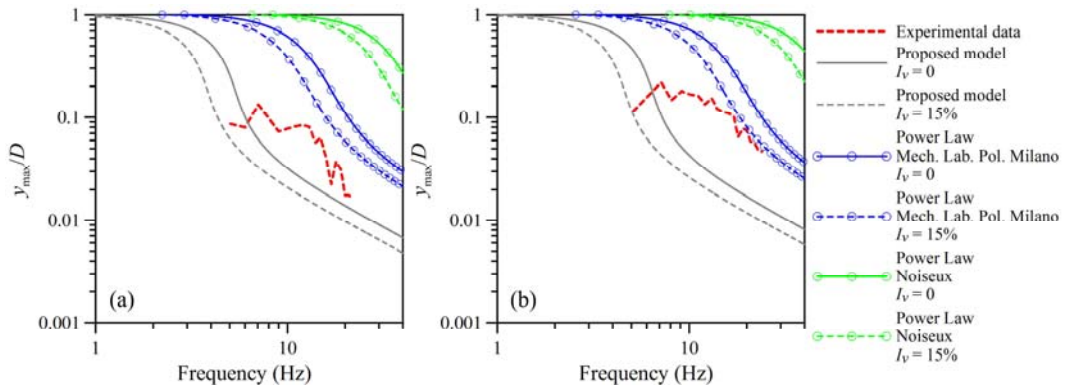 1
0.1
0.01
0.001
y_max/D
(a)
1
10
Frequency (Hz)
1
0.1
0.01
0.001
y_max/D
(b)
1
10
Frequency (Hz)
Experimental data
Proposed model
I_v = 0
Proposed model
I_v = 15%
Power Law
Mech. Lab. Pol. Milano
I_v = 0
Power Law
Mech. Lab. Pol. Milano
I_v = 15%
Power Law
Noiseux
I_v = 0
Power Law
Noiseux
I_v = 15%